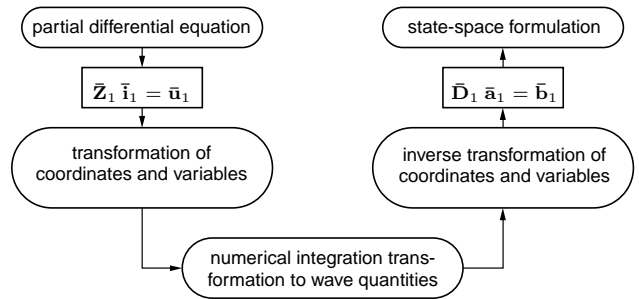 partial differential equation
Z̄₁ ī₁ = ū₁
transformation of
coordinates and variables
numerical integration trans-
formation to wave quantities
inverse transformation of
coordinates and variables
D̄₁ ā₁ = b̄₁
state-space formulation